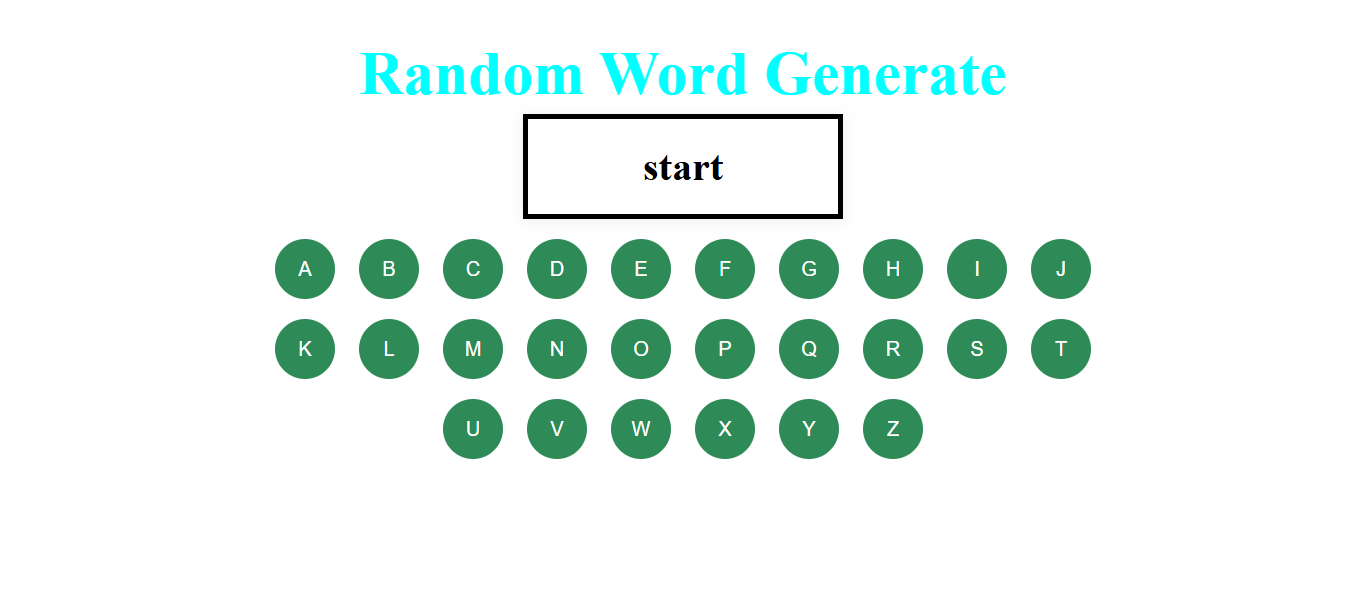 Random Word Generate
start
A B C D E F G H I J
K L M N O P Q R S T
U V W X Y Z